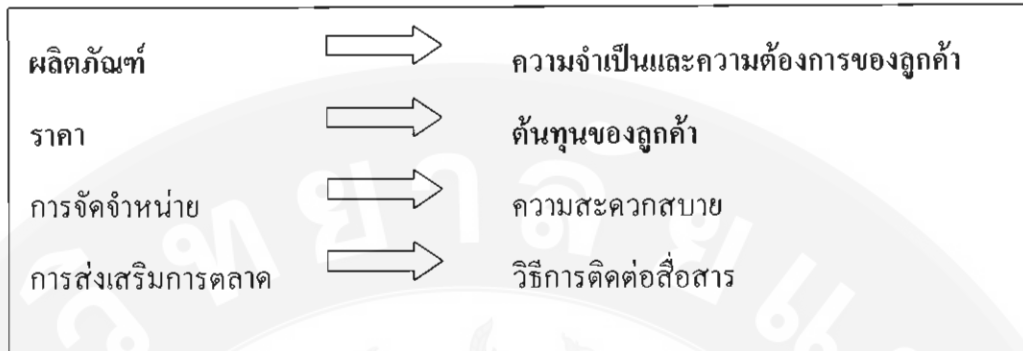 ผลิตภัณฑ์ ความจำเป็นและความต้องการของลูกค้า
ราคา ต้นทุนของลูกค้า
การจัดจำหน่าย ความสะดวกสบาย
การส่งเสริมการตลาด วิธีการติดต่อสื่อสาร